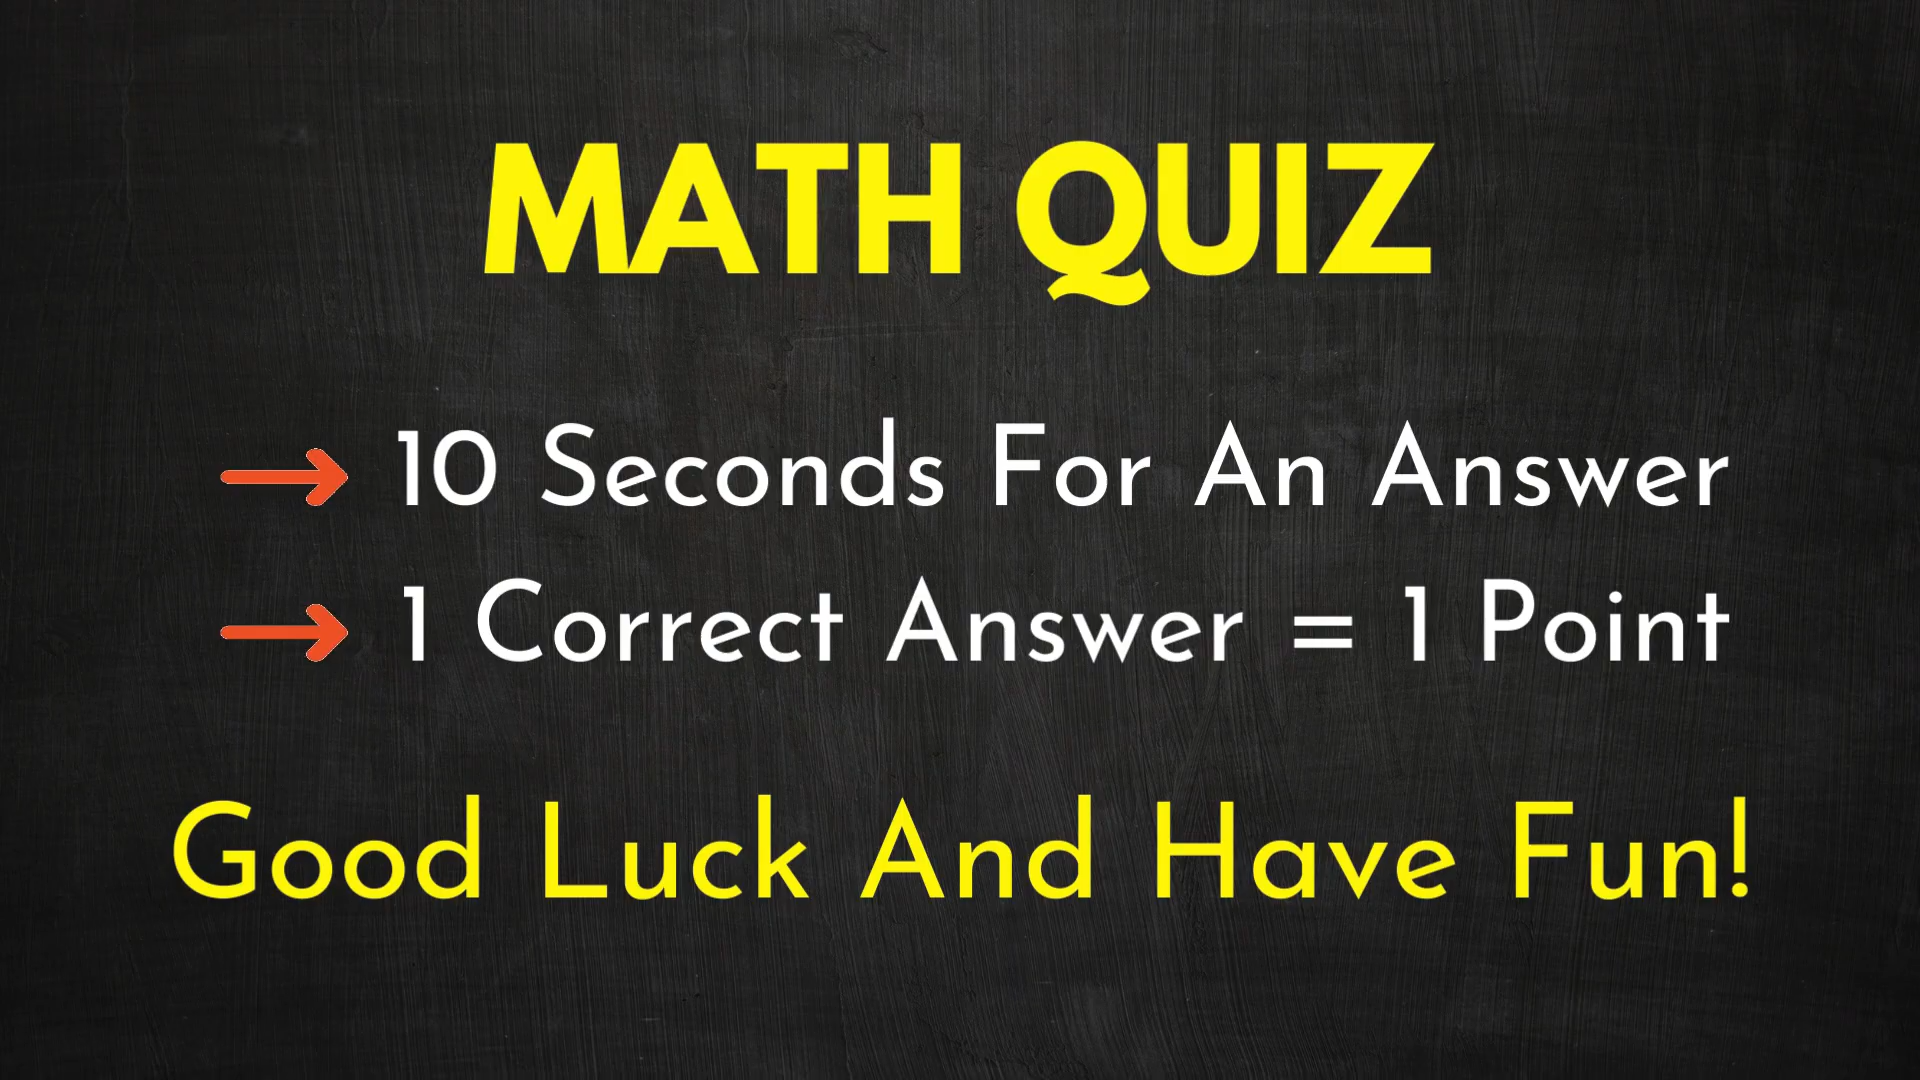 MATH QUIZ
→ 10 Seconds For An Answer
→ 1 Correct Answer = 1 Point
Good Luck And Have Fun!